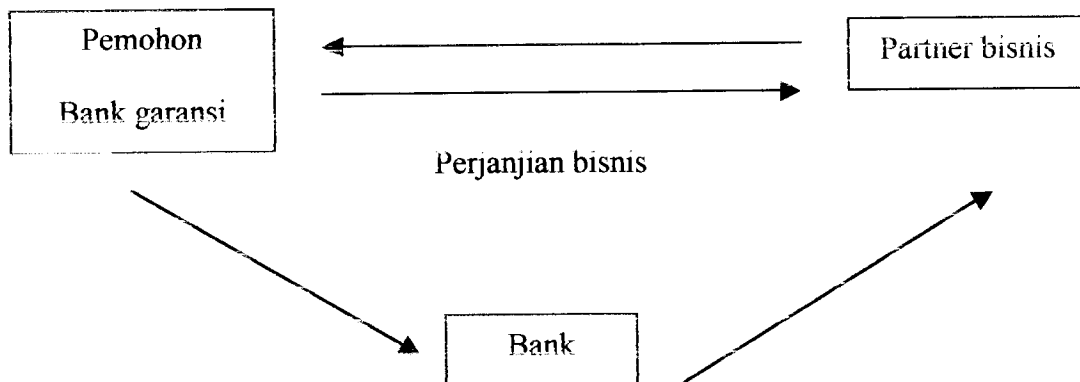 Pemohon
Bank garansi
Partner bisnis
Perjanjian bisnis
Bank